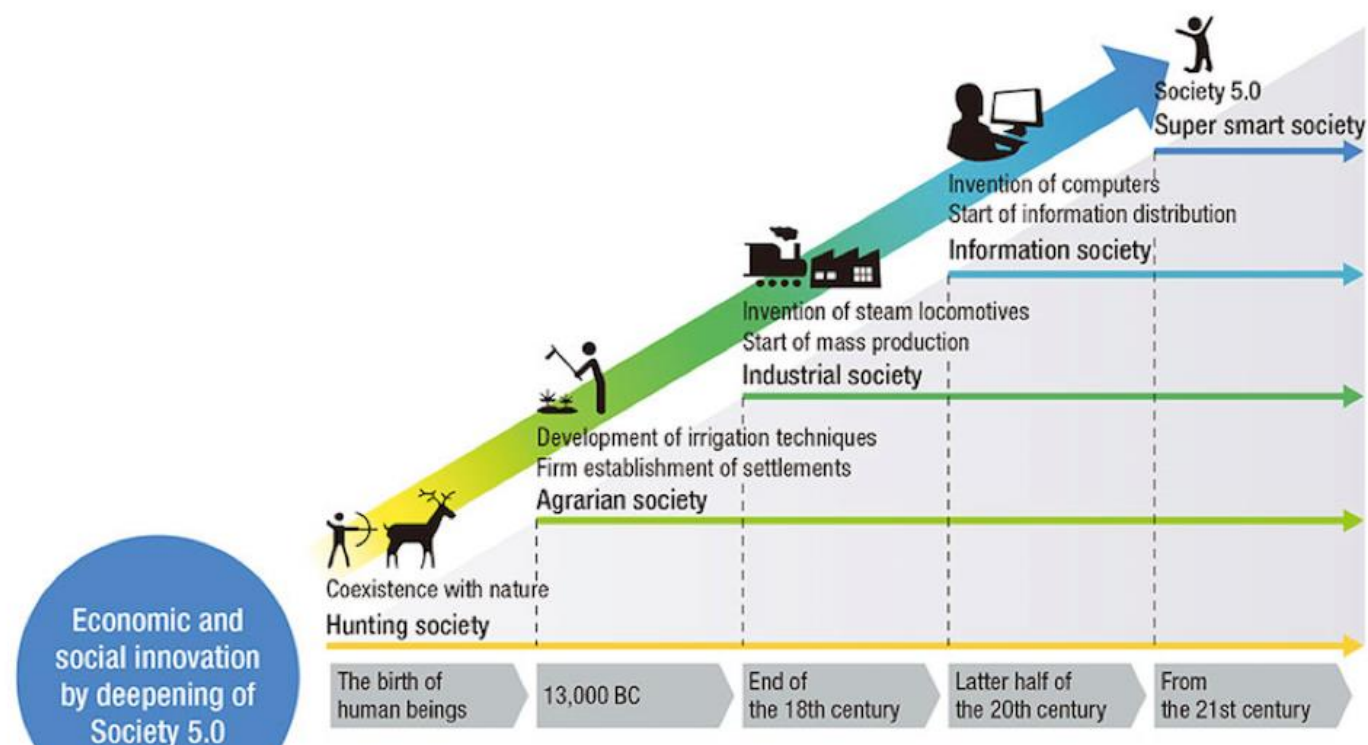 Society 5.0
Super smart society
Invention of computers
Start of information distribution
Information society
Invention of steam locomotives
Start of mass production
Industrial society
Development of irrigation techniques
Firm establishment of settlements
Agrarian society
Coexistence with nature
Hunting society
Economic and
social innovation
by deepening of
Society 5.0
The birth of
human beings
13,000 BC
End of
the 18th century
Latter half of
the 20th century
From
the 21st century